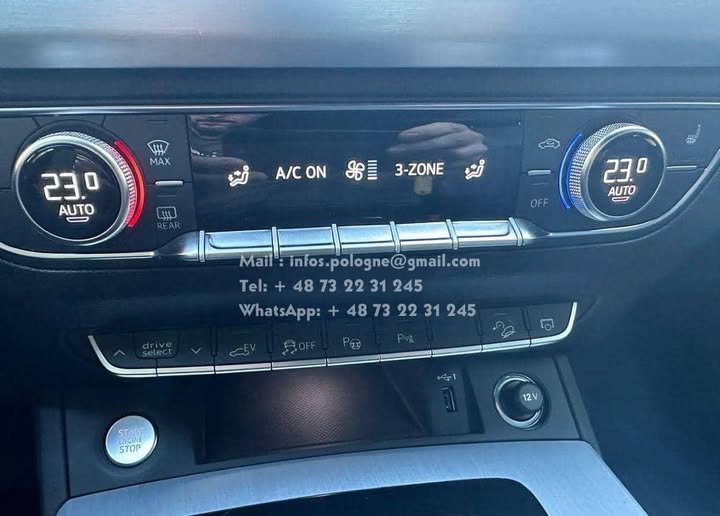 23.0
AUTO
MAX
REAR
A/C ON
3-ZONE
OFF
23.0
AUTO
Mail : infos.pologne@gmail.com
Tel: + 48 73 22 31 245
WhatsApp: + 48 73 22 31 245
drive
select
EV
OFF
P
P
1
START
ENGINE
STOP
12V